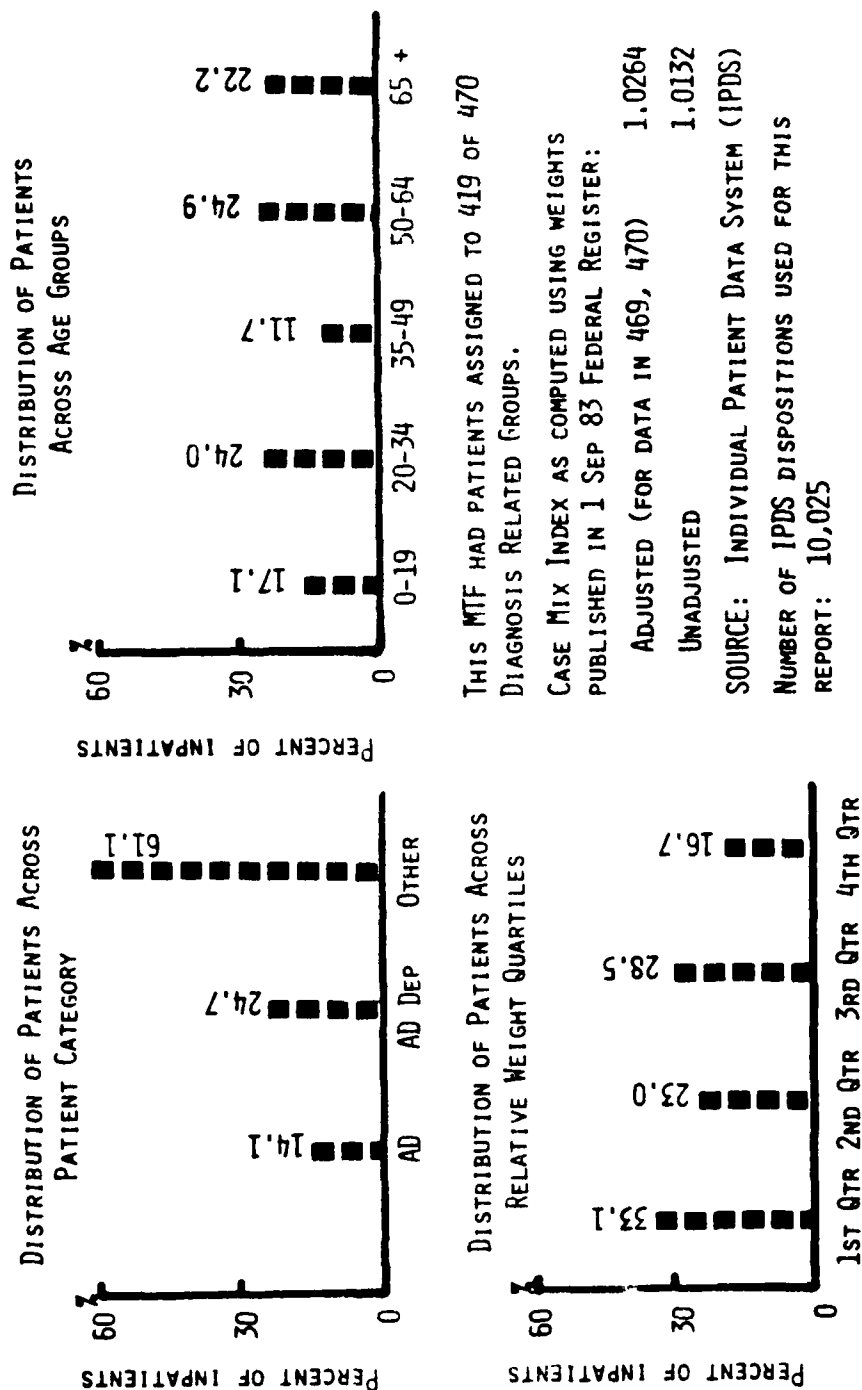 DISTRIBUTION OF PATIENTS ACROSS
PATIENT CATEGORY
PERCENT OF INPATIENTS
%
60
30
0
14.1
24.7
61.1
AD
AD DEP
OTHER
DISTRIBUTION OF PATIENTS
ACROSS AGE GROUPS
PERCENT OF INPATIENTS
%
60
30
0
17.1
24.0
11.7
24.9
22.2
0-19
20-34
35-49
50-64
65 +
DISTRIBUTION OF PATIENTS ACROSS
RELATIVE WEIGHT QUARTILES
PERCENT OF INPATIENTS
%
60
30
0
33.1
23.0
28.5
16.7
1ST QTR
2ND QTR
3RD QTR
4TH QTR
THIS MTF HAD PATIENTS ASSIGNED TO 419 OF 470
DIAGNOSIS RELATED GROUPS.
CASE MIX INDEX AS COMPUTED USING WEIGHTS
PUBLISHED IN 1 SEP 83 FEDERAL REGISTER:
ADJUSTED (FOR DATA IN 469, 470) 1.0264
UNADJUSTED 1.0132
SOURCE: INDIVIDUAL PATIENT DATA SYSTEM (IPDS)
NUMBER OF IPDS DISPOSITIONS USED FOR THIS
REPORT: 10,025